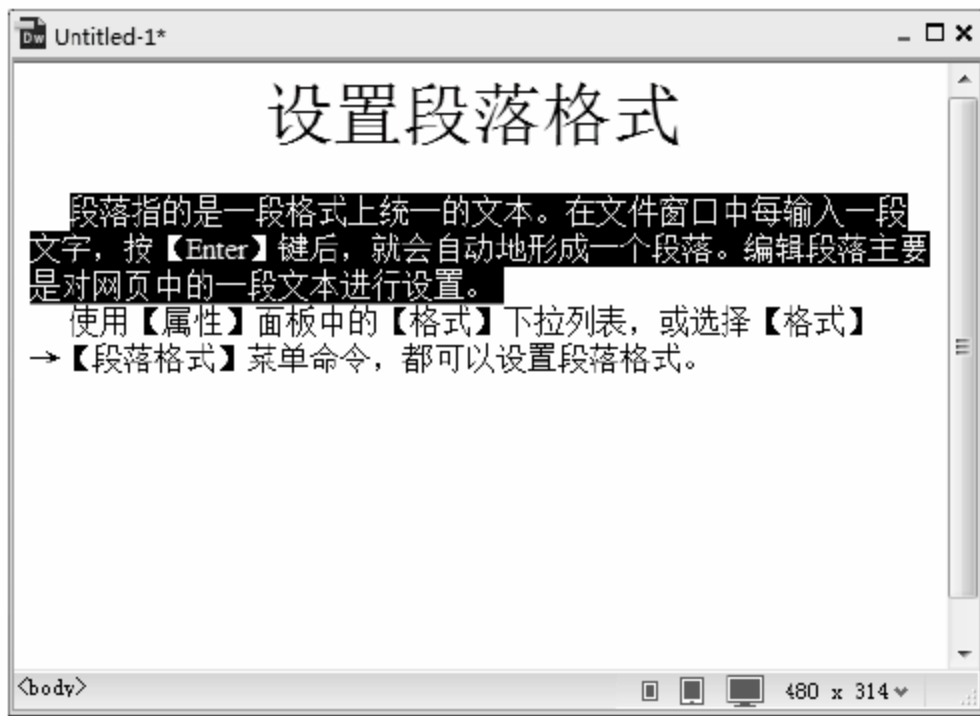 Dw Untitled-1*
设置段落格式
段落指的是一段格式上统一的文本。在文件窗口中每输入一段
文字，按【Enter】键后，就会自动地形成一个段落。编辑段落主要
是对网页中的一段文本进行设置。
使用【属性】面板中的【格式】下拉列表，或选择【格式】
→【段落格式】菜单命令，都可以设置段落格式。
<body> 480 x 314